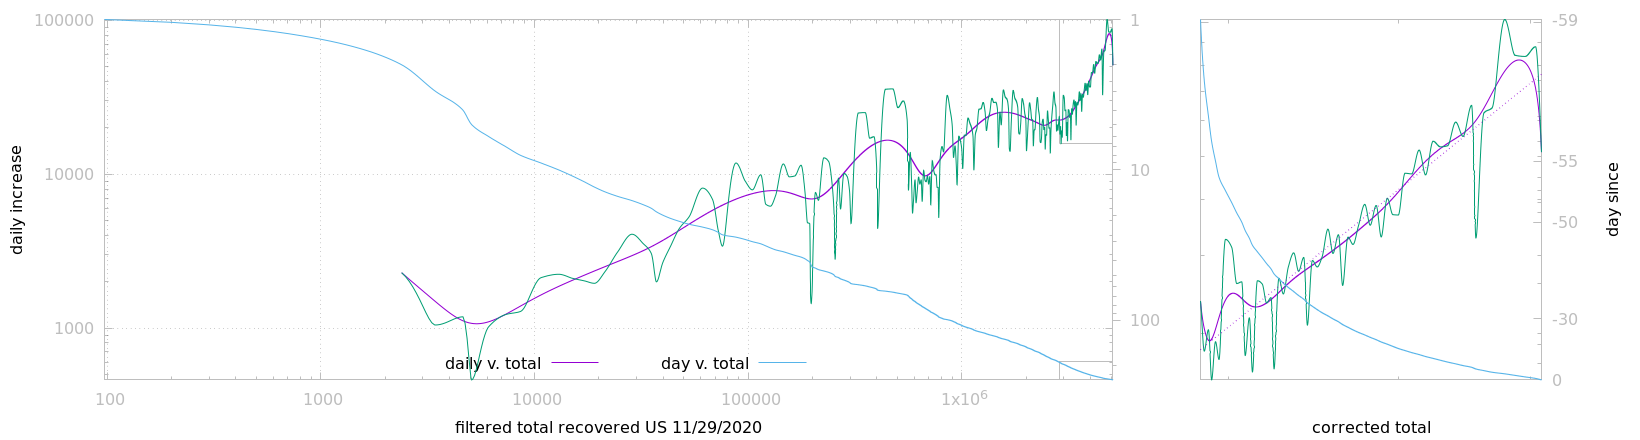 100000
10000
1000
daily increase
100
1000
10000
100000
1x10^6
1
10
100
daily v. total
day v. total
filtered total recovered US 11/29/2020
-59
-55
-50
-30
0
day since
corrected total